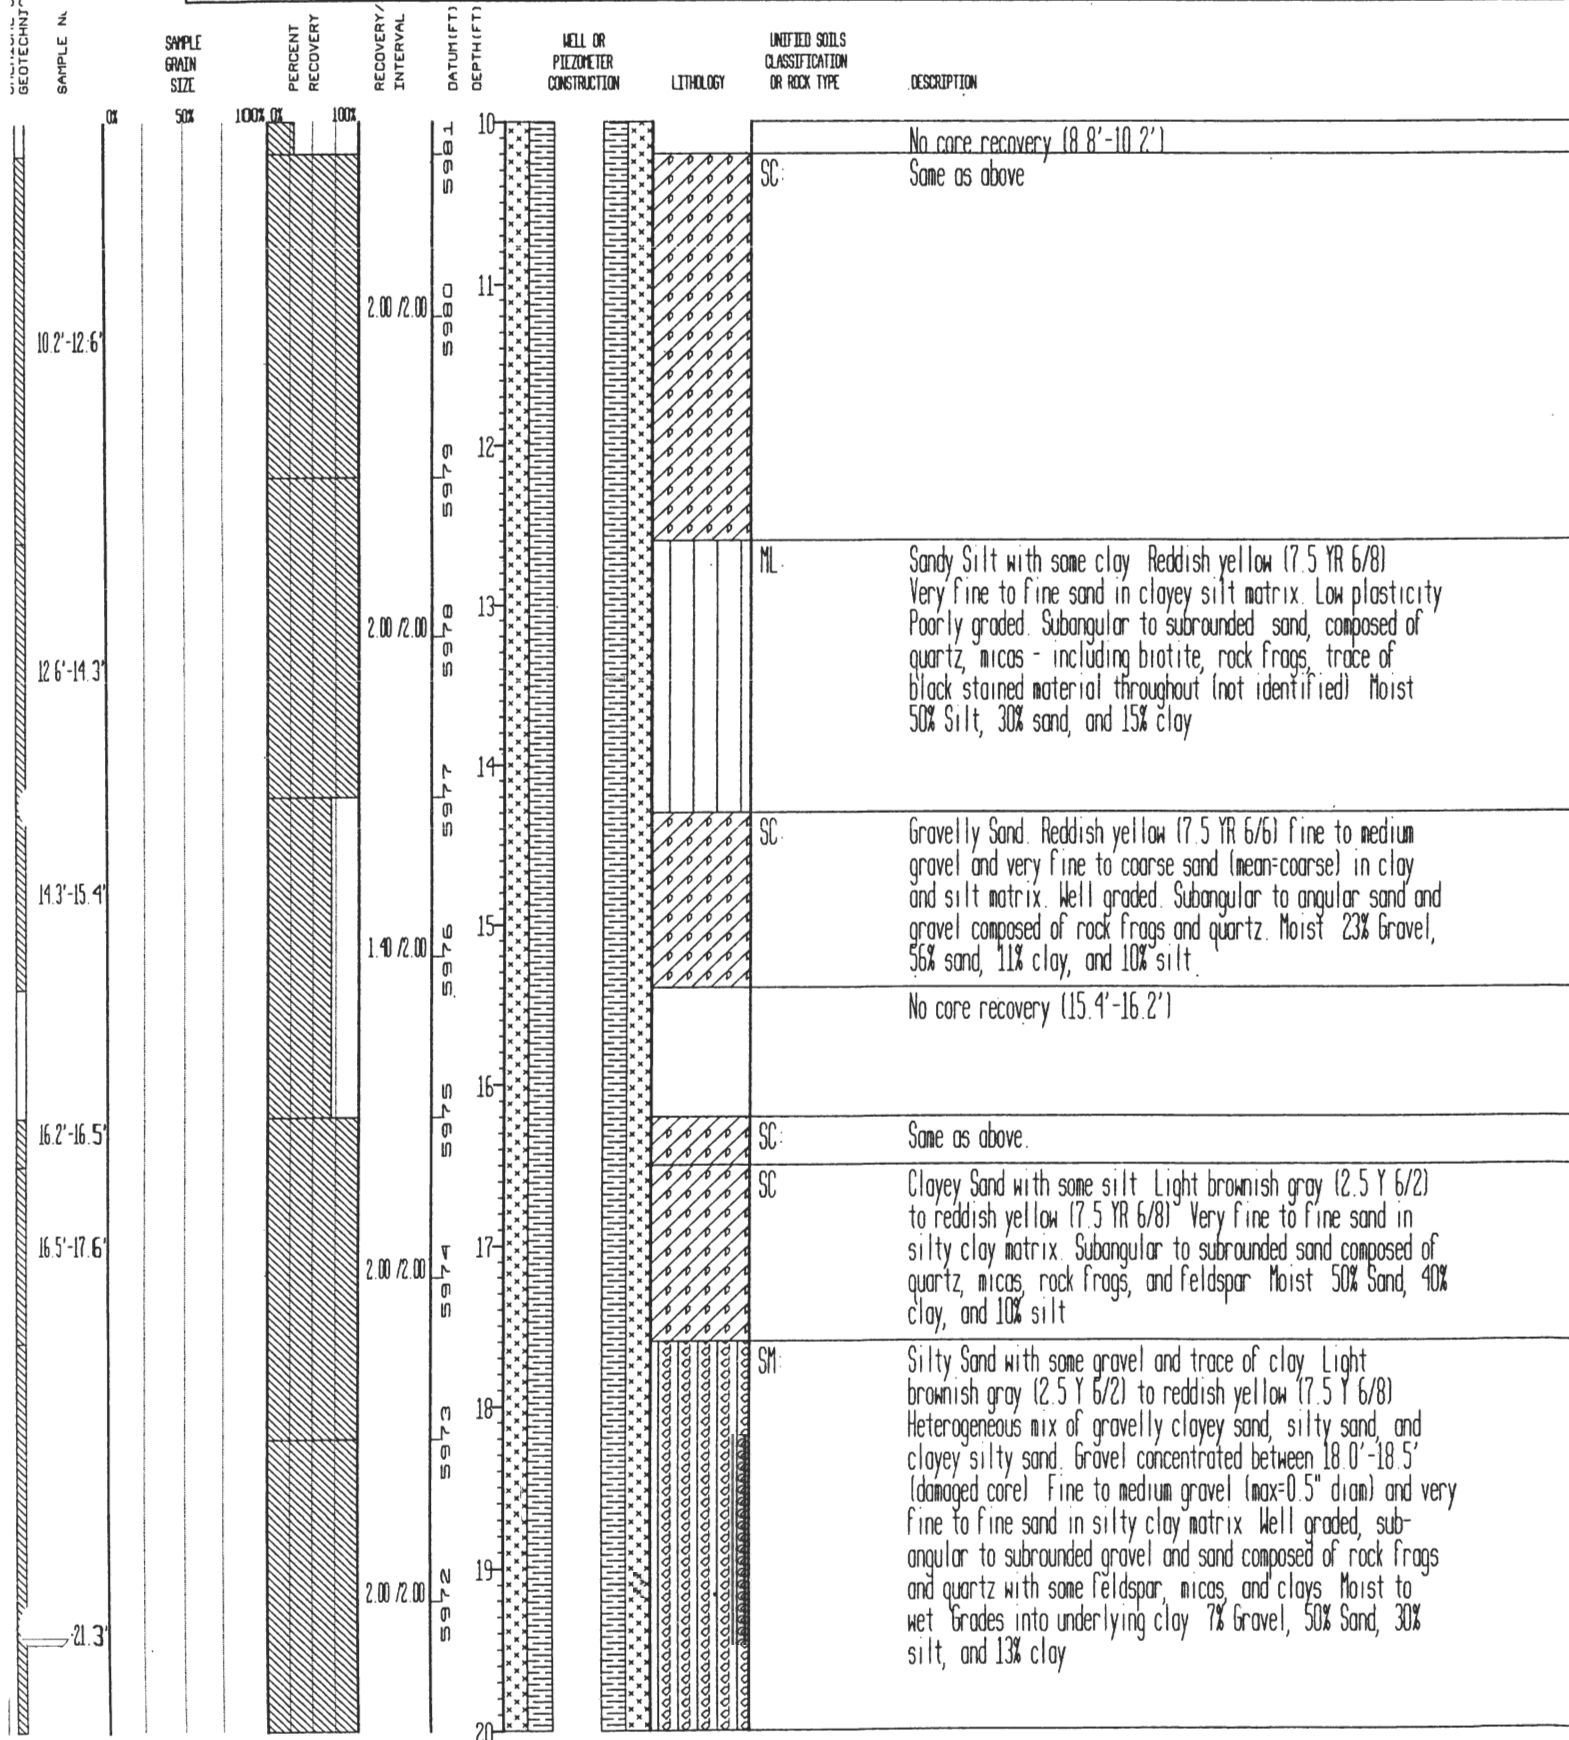 GEOTECHNIC
SAMPLE N
SAMPLE
GRAIN
SIZE
PERCENT
RECOVERY
RECOVERY/
INTERVAL
DATUM(FT)
DEPTH(FT)
WELL OR
PIEZOMETER
CONSTRUCTION
LITHOLOGY
UNIFIED SOILS
CLASSIFICATION
OR ROCK TYPE
DESCRIPTION
0% 50% 100% 0% 100%
10
5981
No core recovery (8 8'-10 2')
SC: Same as above
11
2.00 /2.00
5980
10.2'-12.6'
12
5979
ML: Sandy Silt with some clay Reddish yellow (7.5 YR 6/8)
Very fine to fine sand in clayey silt matrix. Low plasticity
Poorly graded. Subangular to subrounded sand, composed of
quartz, micas - including biotite, rock frags, trace of
black stained material throughout (not identified) Moist
50% Silt, 30% sand, and 15% clay
13
2.00 /2.00
5978
12 6'-14.3'
14
5977
SC: Gravelly Sand. Reddish yellow (7.5 YR 6/6) Fine to medium
gravel and very fine to coarse sand (mean=coarse) in clay
and silt matrix. Well graded. Subangular to angular sand and
gravel composed of rock frags and quartz. Moist 23% Gravel,
56% sand, 11% clay, and 10% silt.
14.3'-15.4'
15
1.40 /2.00
5976
No core recovery (15.4'-16.2')
16
5975
16.2'-16.5'
SC: Same as above.
SC Clayey Sand with some silt Light brownish gray (2.5 Y 6/2)
to reddish yellow (7.5 YR 6/8) Very fine to fine sand in
silty clay matrix. Subangular to subrounded sand composed of
quartz, micas, rock frags, and feldspar Moist 50% Sand, 40%
clay, and 10% silt
16.5'-17.6'
17
2.00 /2.00
5974
SM: Silty Sand with some gravel and trace of clay Light
brownish gray (2.5 Y 6/2) to reddish yellow (7.5 Y 6/8)
Heterogeneous mix of gravelly clayey sand, silty sand, and
clayey silty sand. Gravel concentrated between 18.0'-18.5'
(damaged core) Fine to medium gravel (max=0.5" diam) and very
fine to fine sand in silty clay matrix Well graded, sub-
angular to subrounded gravel and sand composed of rock frags
and quartz with some feldspar, micas, and clays Moist to
wet Grades into underlying clay 7% Gravel, 50% Sand, 30%
silt, and 13% clay
18
5973
19
2.00 /2.00
5972
-21.3'
20